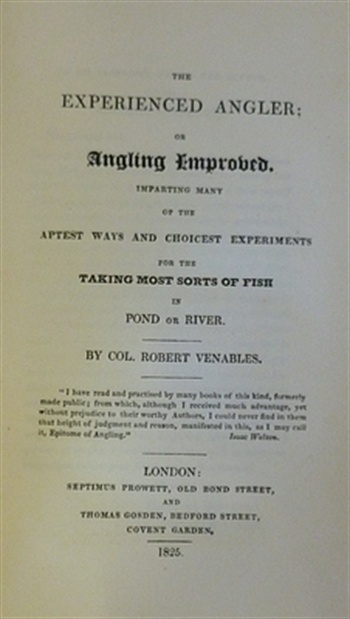 THE
EXPERIENCED ANGLER;
OR
Angling Improved.
IMPARTING MANY
OF THE
APTEST WAYS AND CHOICEST EXPERIMENTS
FOR THE
TAKING MOST SORTS OF FISH
IN
POND OR RIVER.
BY COL. ROBERT VENABLES.
"I have read and practised by many books of this kind, formerly
made public; from which, although I received much advantage, yet
without prejudice to their worthy Authors, I could never find in them
that height of judgment and reason, manifested in this, as I may call
it, Epitome of Angling." Isaac Walton.
LONDON:
SEPTIMUS PROWETT, OLD BOND STREET,
AND
THOMAS GOSDEN, BEDFORD STREET,
COVENT GARDEN,
1825.